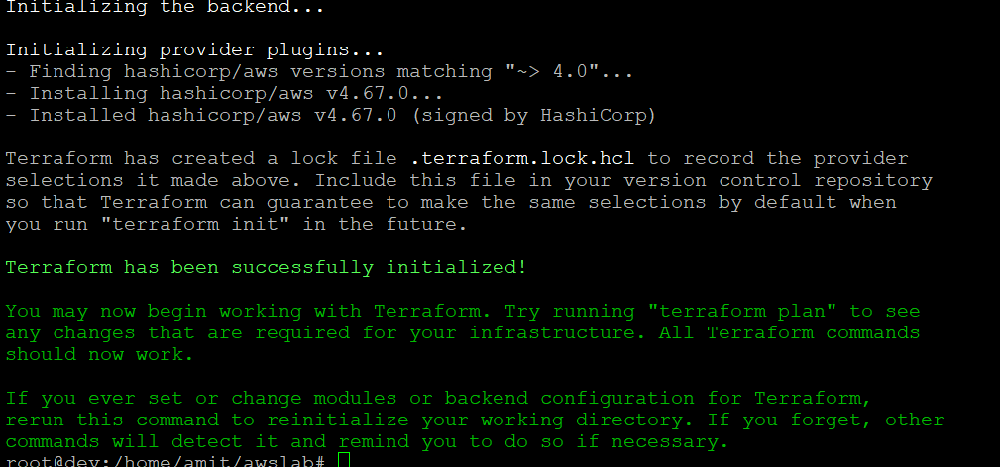 Initializing the backend...
Initializing provider plugins...
- Finding hashicorp/aws versions matching "~> 4.0"...
- Installing hashicorp/aws v4.67.0...
- Installed hashicorp/aws v4.67.0 (signed by HashiCorp)
Terraform has created a lock file .terraform.lock.hcl to record the provider
selections it made above. Include this file in your version control repository
so that Terraform can guarantee to make the same selections by default when
you run "terraform init" in the future.
Terraform has been successfully initialized!
You may now begin working with Terraform. Try running "terraform plan" to see
any changes that are required for your infrastructure. All Terraform commands
should now work.
If you ever set or change modules or backend configuration for Terraform,
rerun this command to reinitialize your working directory. If you forget, other
commands will detect it and remind you to do so if necessary.
root@dev:/home/amit/awslab#